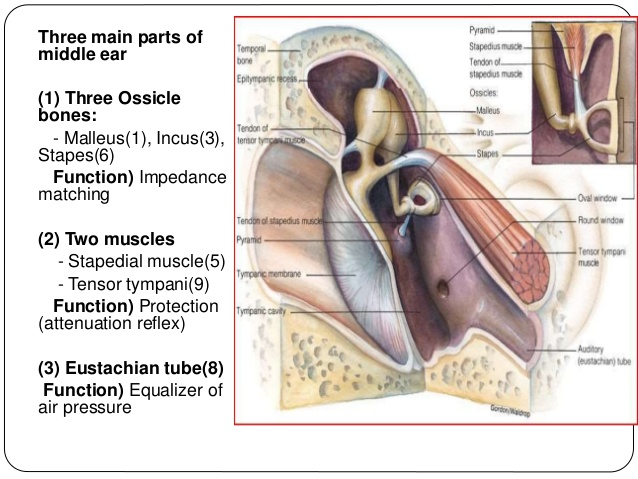 Three main parts of
middle ear
(1) Three Ossicle
bones:
- Malleus(1), Incus(3),
Stapes(6)
Function) Impedance
matching
(2) Two muscles
- Stapedial muscle(5)
- Tensor tympani(9)
Function) Protection
(attenuation reflex)
(3) Eustachian tube(8)
Function) Equalizer of
air pressure
Temporal
bone
Epitympanic recess
Tendon of
tensor tympani muscle
Tendon of stapedius muscle
Pyramid
Tympanic membrane
Tympanic cavity
Pyramid
Stapedius muscle
Tendon of
stapedius muscle
Ossicles:
Malleus
Incus
Stapes
Oval window
Round window
Tensor tympani
muscle
Auditory
(eustachian) tube
Gordon/Waldrop